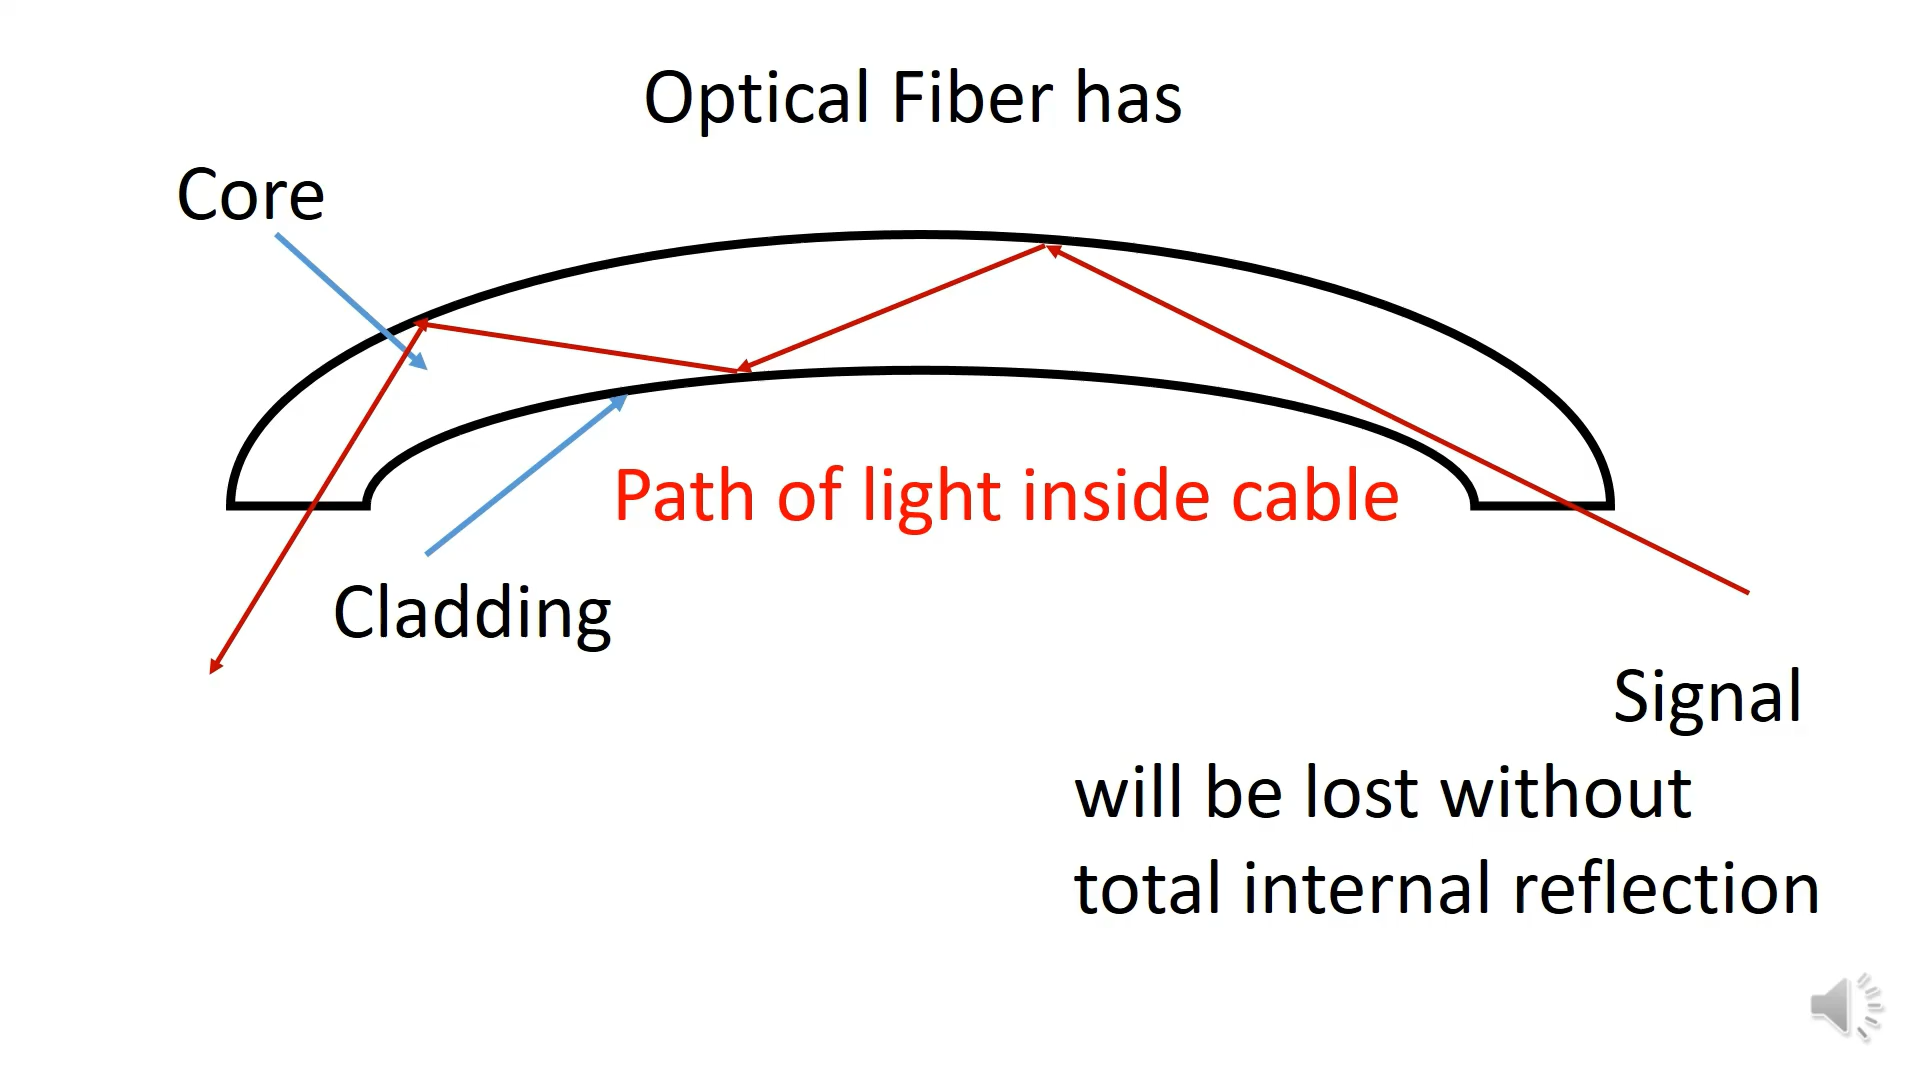 Optical Fiber has
Core
Path of light inside cable
Cladding
Signal
will be lost without
total internal reflection